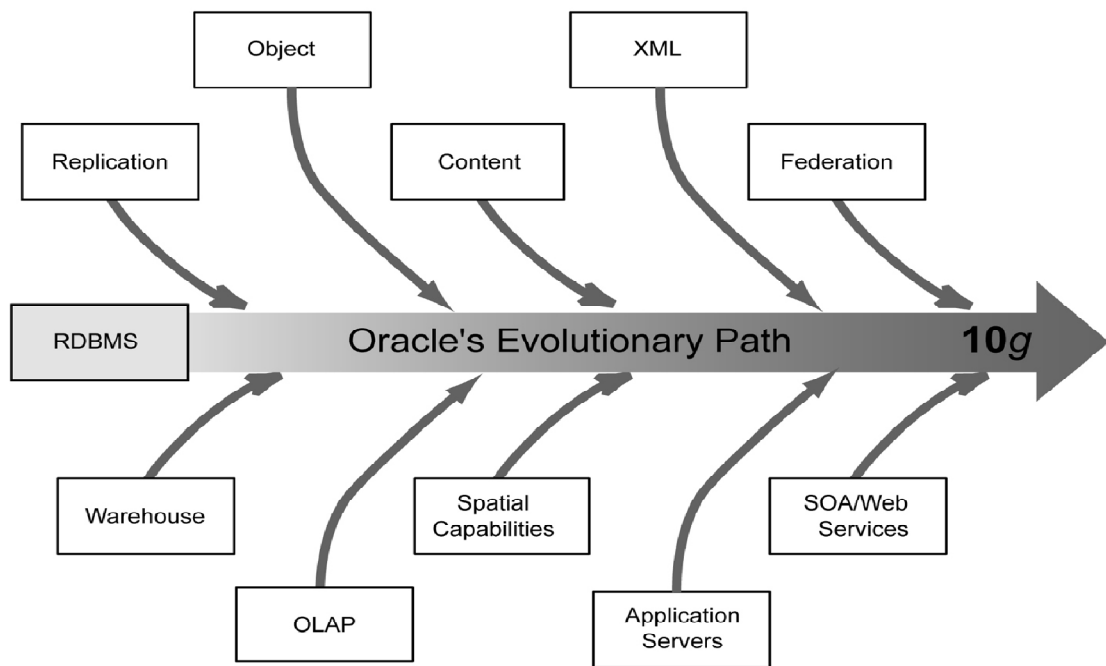 Object
XML
Replication
Content
Federation
RDBMS
Oracle's Evolutionary Path
10g
Warehouse
Spatial
Capabilities
SOA/Web
Services
OLAP
Application
Servers